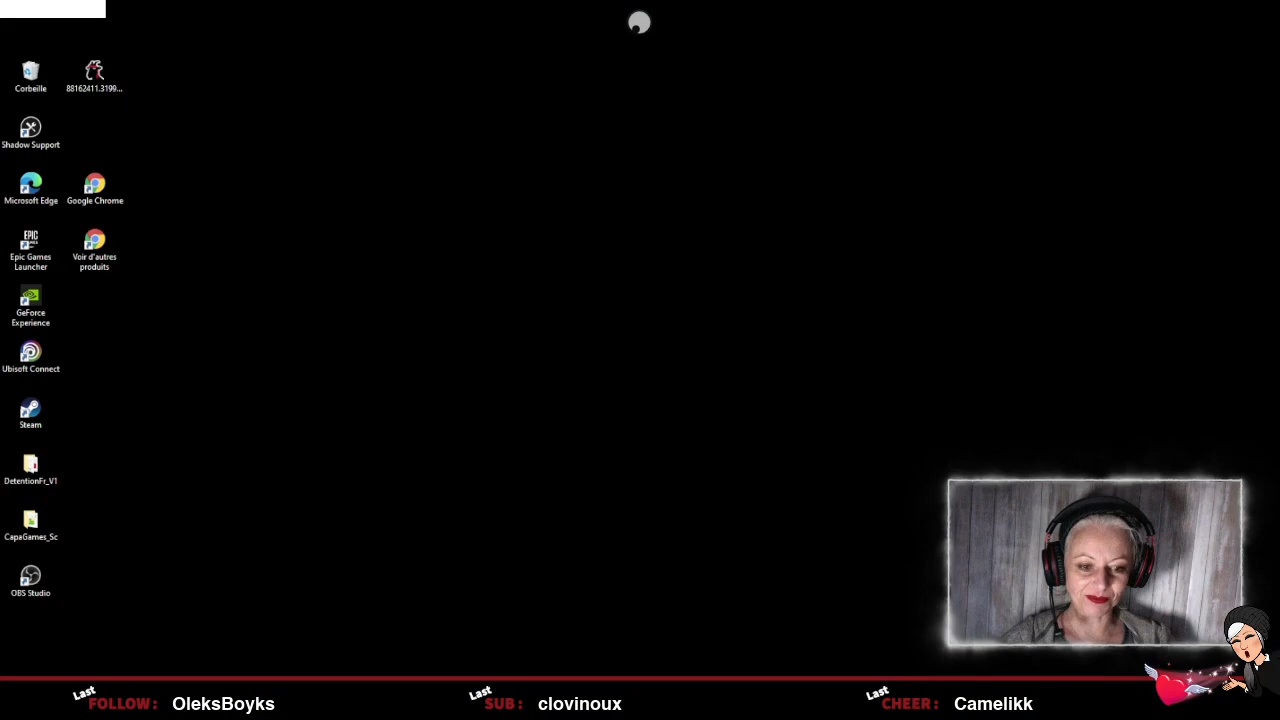 Corbeille
88162411.3199...
Shadow Support
Microsoft Edge
Google Chrome
EPIC
Epic Games
Launcher
Voir d'autres
produits
GeForce
Experience
Ubisoft Connect
Steam
DetentionFr_V1
CapaGames_Sc
OBS Studio
Last
FOLLOW: OleksBoyks
Last
SUB: clovinoux
Last
CHEER: Camelikk